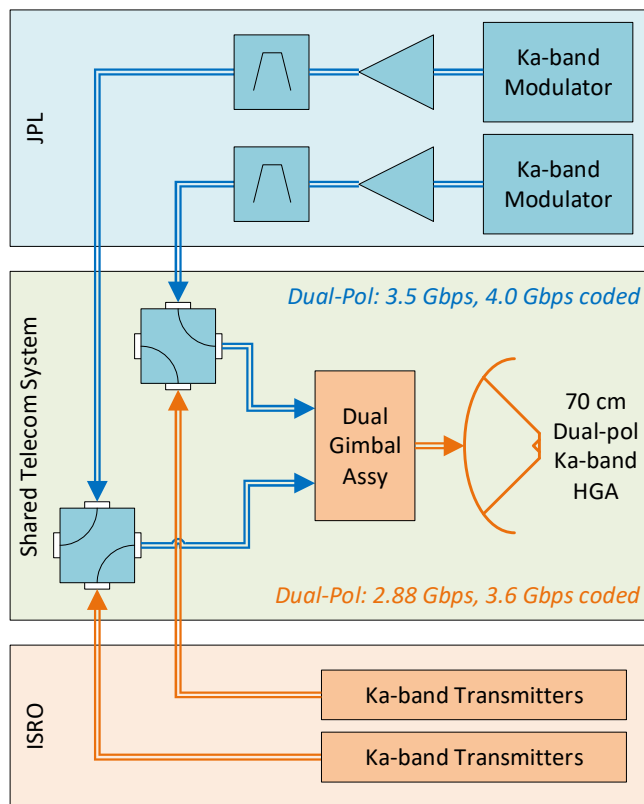 JPL
Ka-band
Modulator
Ka-band
Modulator
Shared Telecom System
Dual-Pol: 3.5 Gbps, 4.0 Gbps coded
Dual
Gimbal
Assy
70 cm
Dual-pol
Ka-band
HGA
Dual-Pol: 2.88 Gbps, 3.6 Gbps coded
ISRO
Ka-band Transmitters
Ka-band Transmitters